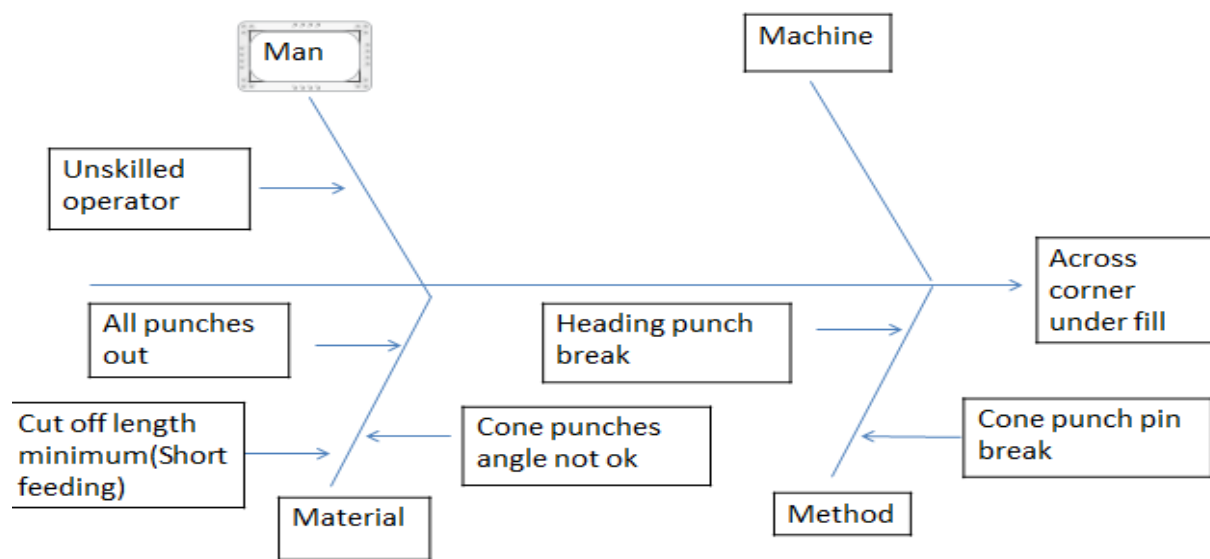 Man
Machine
Unskilled
operator
Across
corner
under fill
All punches
out
Heading punch
break
Cut off length
minimum(Short
feeding)
Cone punches
angle not ok
Cone punch pin
break
Material
Method